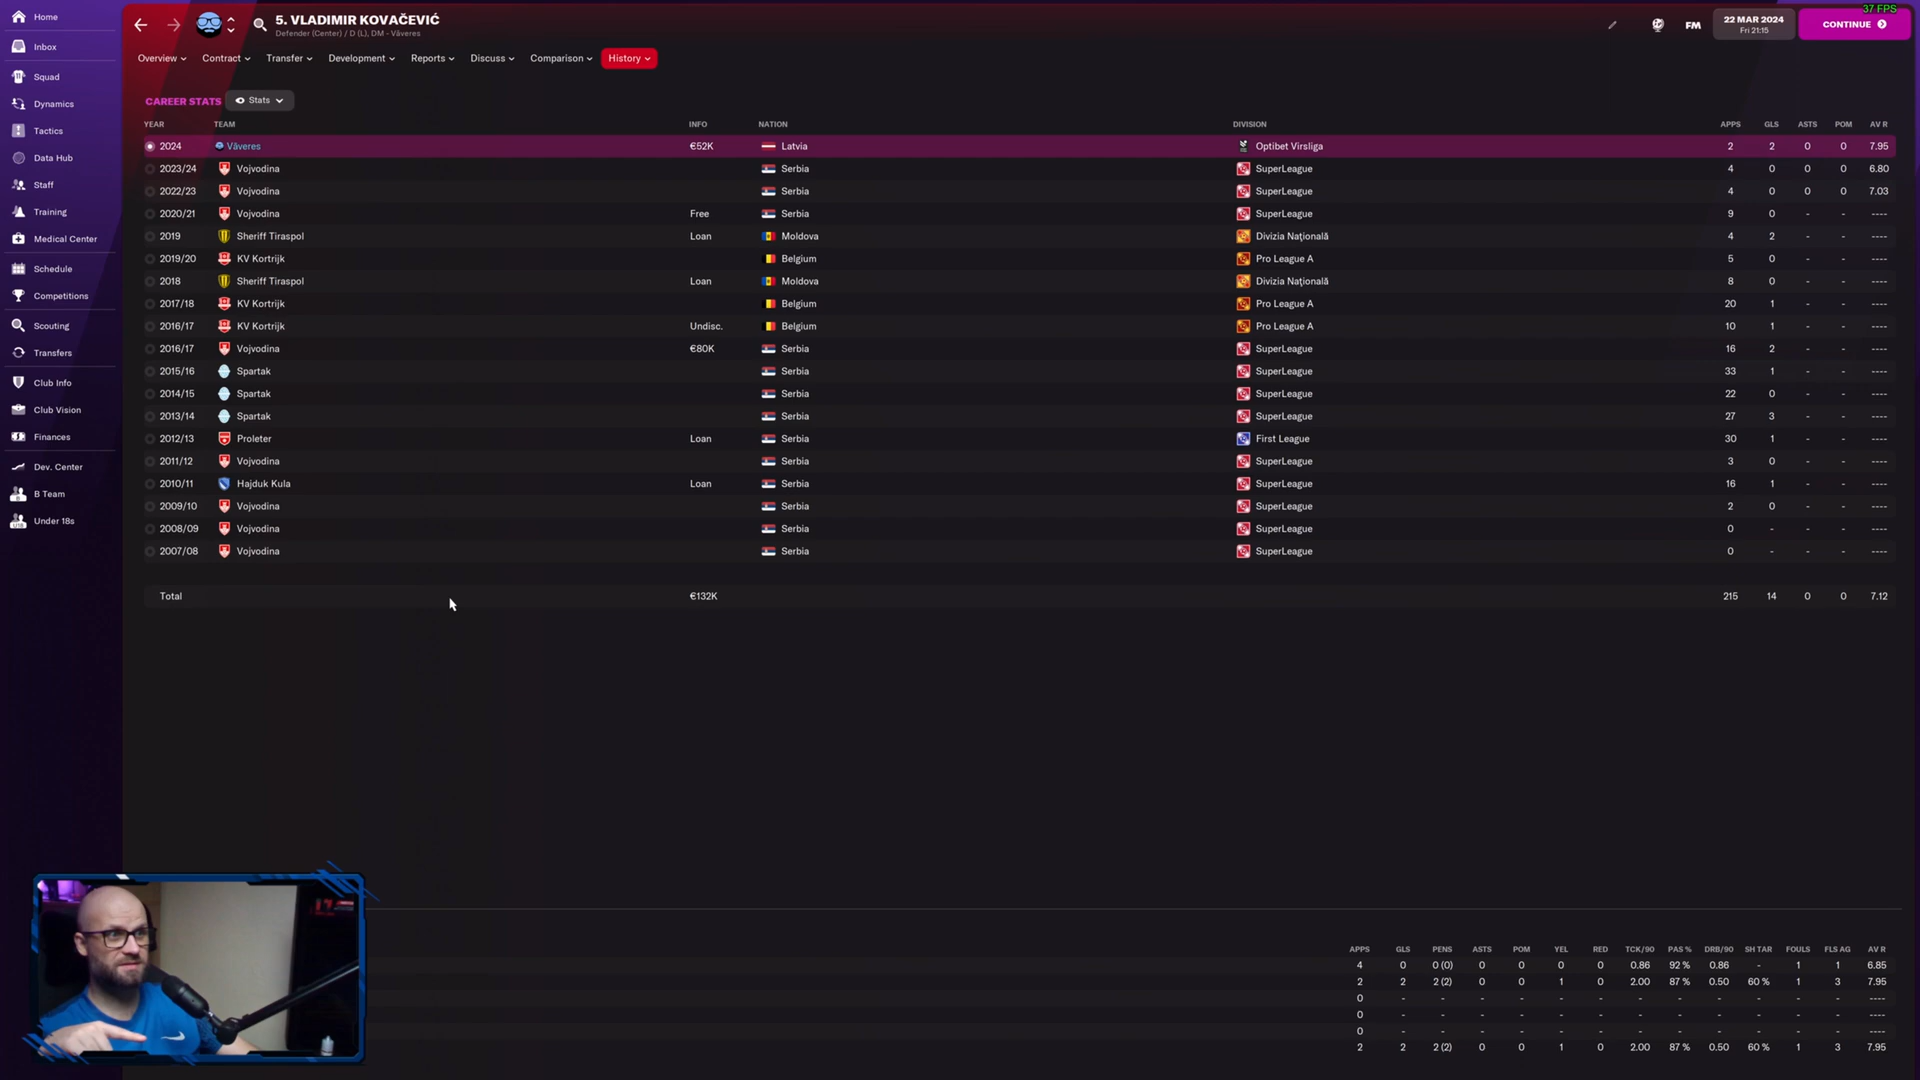 37 FPS
Home
Inbox
Squad
Dynamics
Tactics
Data Hub
Staff
Training
Medical Center
Schedule
Competitions
Scouting
Transfers
Club Info
Club Vision
Finances
Dev. Center
B Team
Under 18s
5. VLADIMIR KOVAČEVIĆ
Defender (Center) / D (L), DM - Vāveres
FM
22 MAR 2024
Fri 21:15
CONTINUE
Overview Contract Transfer Development Reports Discuss Comparison History
CAREER STATS Stats
YEAR TEAM INFO NATION DIVISION APPS GLS ASTS POM AV R
2024 Vāveres €52K Latvia Optibet Virsliga 2 2 0 0 7.95
2023/24 Vojvodina Serbia SuperLeague 4 0 0 0 6.80
2022/23 Vojvodina Serbia SuperLeague 4 0 0 0 7.03
2020/21 Vojvodina Free Serbia SuperLeague 9 0 - - ----
2019 Sheriff Tiraspol Loan Moldova Divizia Națională 4 2 - - ----
2019/20 KV Kortrijk Belgium Pro League A 5 0 - - ----
2018 Sheriff Tiraspol Loan Moldova Divizia Națională 8 0 - - ----
2017/18 KV Kortrijk Belgium Pro League A 20 1 - - ----
2016/17 KV Kortrijk Undisc. Belgium Pro League A 10 1 - - ----
2016/17 Vojvodina €80K Serbia SuperLeague 16 2 - - ----
2015/16 Spartak Serbia SuperLeague 33 1 - - ----
2014/15 Spartak Serbia SuperLeague 22 0 - - ----
2013/14 Spartak Serbia SuperLeague 27 3 - - ----
2012/13 Proleter Loan Serbia First League 30 1 - - ----
2011/12 Vojvodina Serbia SuperLeague 3 0 - - ----
2010/11 Hajduk Kula Loan Serbia SuperLeague 16 1 - - ----
2009/10 Vojvodina Serbia SuperLeague 2 0 - - ----
2008/09 Vojvodina Serbia SuperLeague 0 - - - ----
2007/08 Vojvodina Serbia SuperLeague 0 - - - ----
Total €132K 215 14 0 0 7.12
APPS GLS PENS ASTS POM YEL RED TCK/90 PAS % DRB/90 SH TAR FOULS FLS AG AV R
4 0 0 (0) 0 0 0 0 0.86 92 % 0.86 - 1 1 6.85
2 2 2 (2) 0 0 1 0 2.00 87 % 0.50 60 % 1 3 7.95
0 - - - - - - - - - - - - ----
0 - - - - - - - - - - - - ----
0 - - - - - - - - - - - - ----
2 2 2 (2) 0 0 1 0 2.00 87 % 0.50 60 % 1 3 7.95